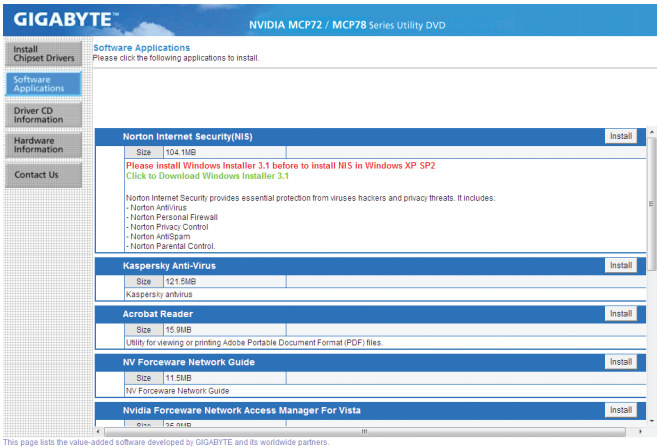 GIGABYTE™
NVIDIA MCP72 / MCP78 Series Utility DVD
Install
Chipset Drivers
Software
Applications
Driver CD
Information
Hardware
Information
Contact Us
Software Applications
Please click the following applications to install.
Norton Internet Security(NIS) Install
Size 104.1MB
Please install Windows Installer 3.1 before to install NIS in Windows XP SP2
Click to Download Windows Installer 3.1
Norton Internet Security provides essential protection from viruses hackers and privacy threats. It includes:
- Norton AntiVirus
- Norton Personal Firewall
- Norton Privacy Control
- Norton AntiSpam
- Norton Parental Control.
Kaspersky Anti-Virus Install
Size 121.5MB
Kaspersky antvirus
Acrobat Reader Install
Size 15.9MB
Utility for viewing or printing Adobe Portable Document Format (PDF) files.
NV Forceware Network Guide Install
Size 11.5MB
NV Forceware Network Guide
Nvidia Forceware Network Access Manager For Vista Install
Size
This page lists the value-added software developed by GIGABYTE and its worldwide partners.